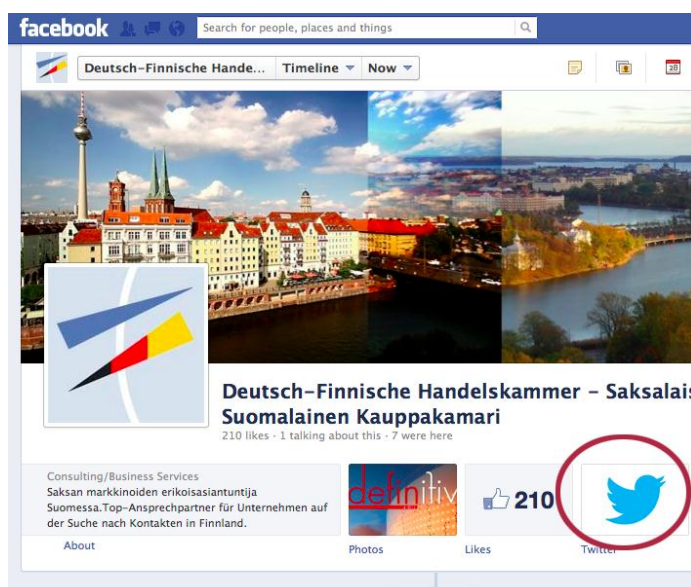 facebook Search for people, places and things
Deutsch-Finnische Hande... Timeline Now 28
Deutsch-Finnische Handelskammer – Saksalais
Suomalainen Kauppakamari
210 likes · 1 talking about this · 7 were here
Consulting/Business Services
Saksan markkinoiden erikoisasiantuntija
Suomessa.Top-Ansprechpartner für Unternehmen auf
der Suche nach Kontakten in Finnland.
definitiv
210
About
Photos Likes Twitter